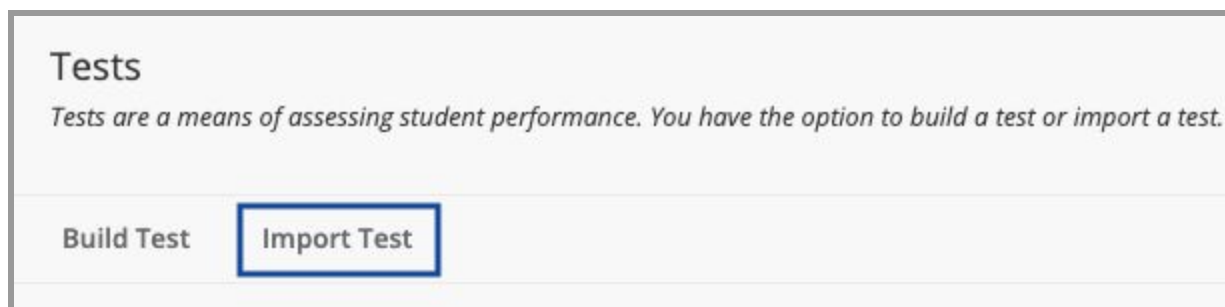 Tests
Tests are a means of assessing student performance. You have the option to build a test or import a test.
Build Test Import Test